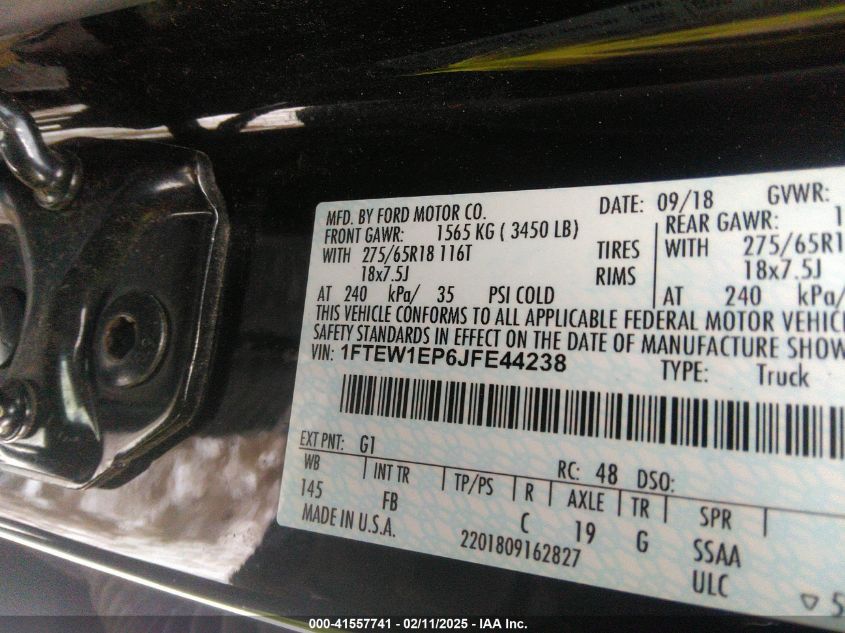 MFD. BY FORD MOTOR CO. DATE: 09/18 GVWR:
FRONT GAWR: 1565 KG ( 3450 LB) REAR GAWR: 1
WITH 275/65R18 116T TIRES WITH 275/65R1
18x7.5J RIMS 18x7.5J
AT 240 kPa/ 35 PSI COLD AT 240 kPa/
THIS VEHICLE CONFORMS TO ALL APPLICABLE FEDERAL MOTOR VEHIC
SAFETY STANDARDS IN EFFECT ON THE DATE OF MANUFACTURE SHOW
VIN: 1FTEW1EP6JFE44238 TYPE: Truck
EXT PNT: G1 RC: 48 DSO:
WB INT TR TP/PS R AXLE TR SPR
145 FB C 19 G SSAA
MADE IN U.S.A. 2201809162827 ULC
▽ 5
000-41557741 - 02/11/2025 - IAA Inc.